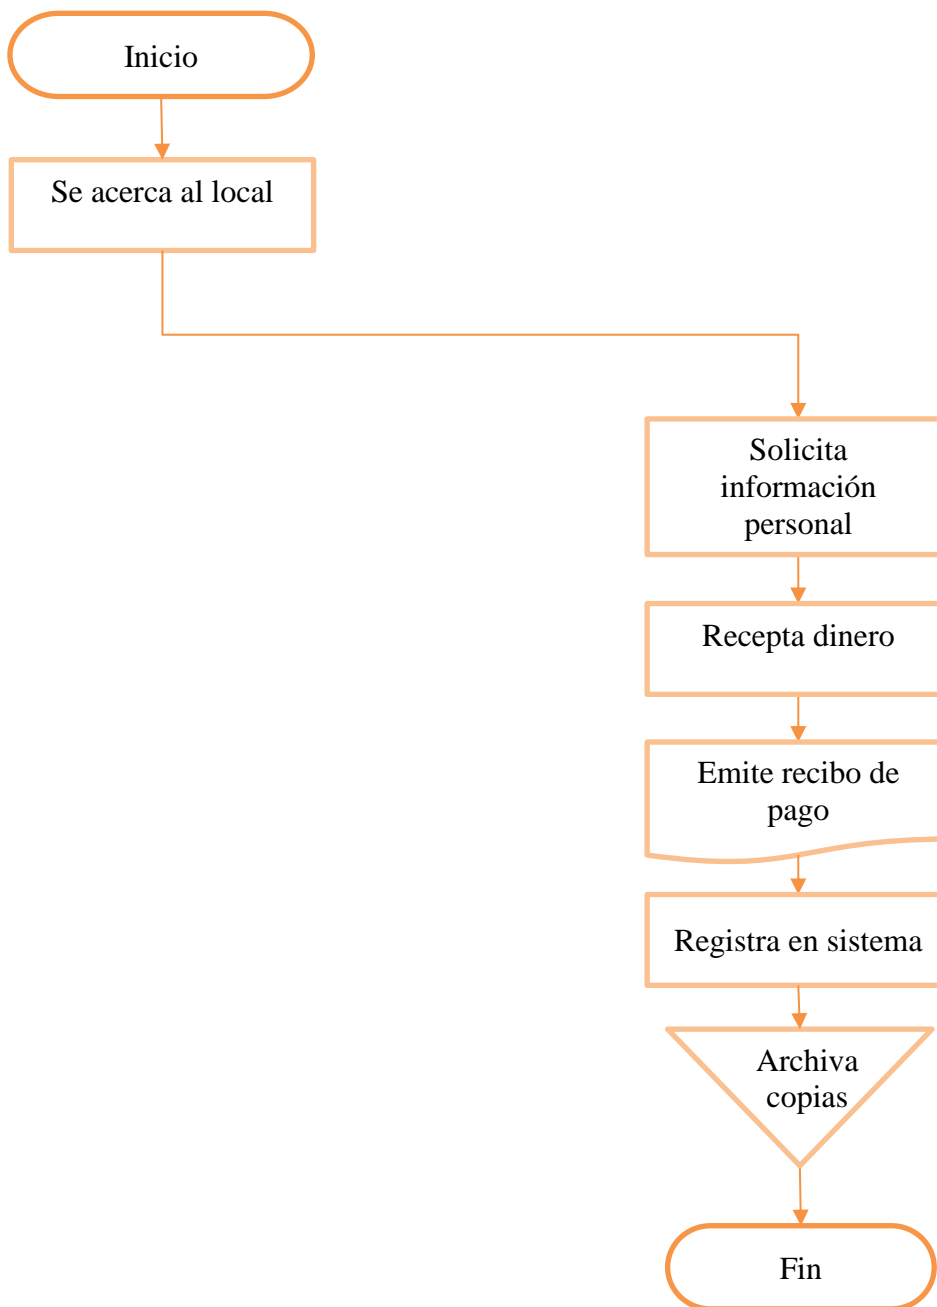 Inicio
Se acerca al local
Solicita
información
personal
Recepta dinero
Emite recibo de
pago
Registra en sistema
Archiva
copias
Fin